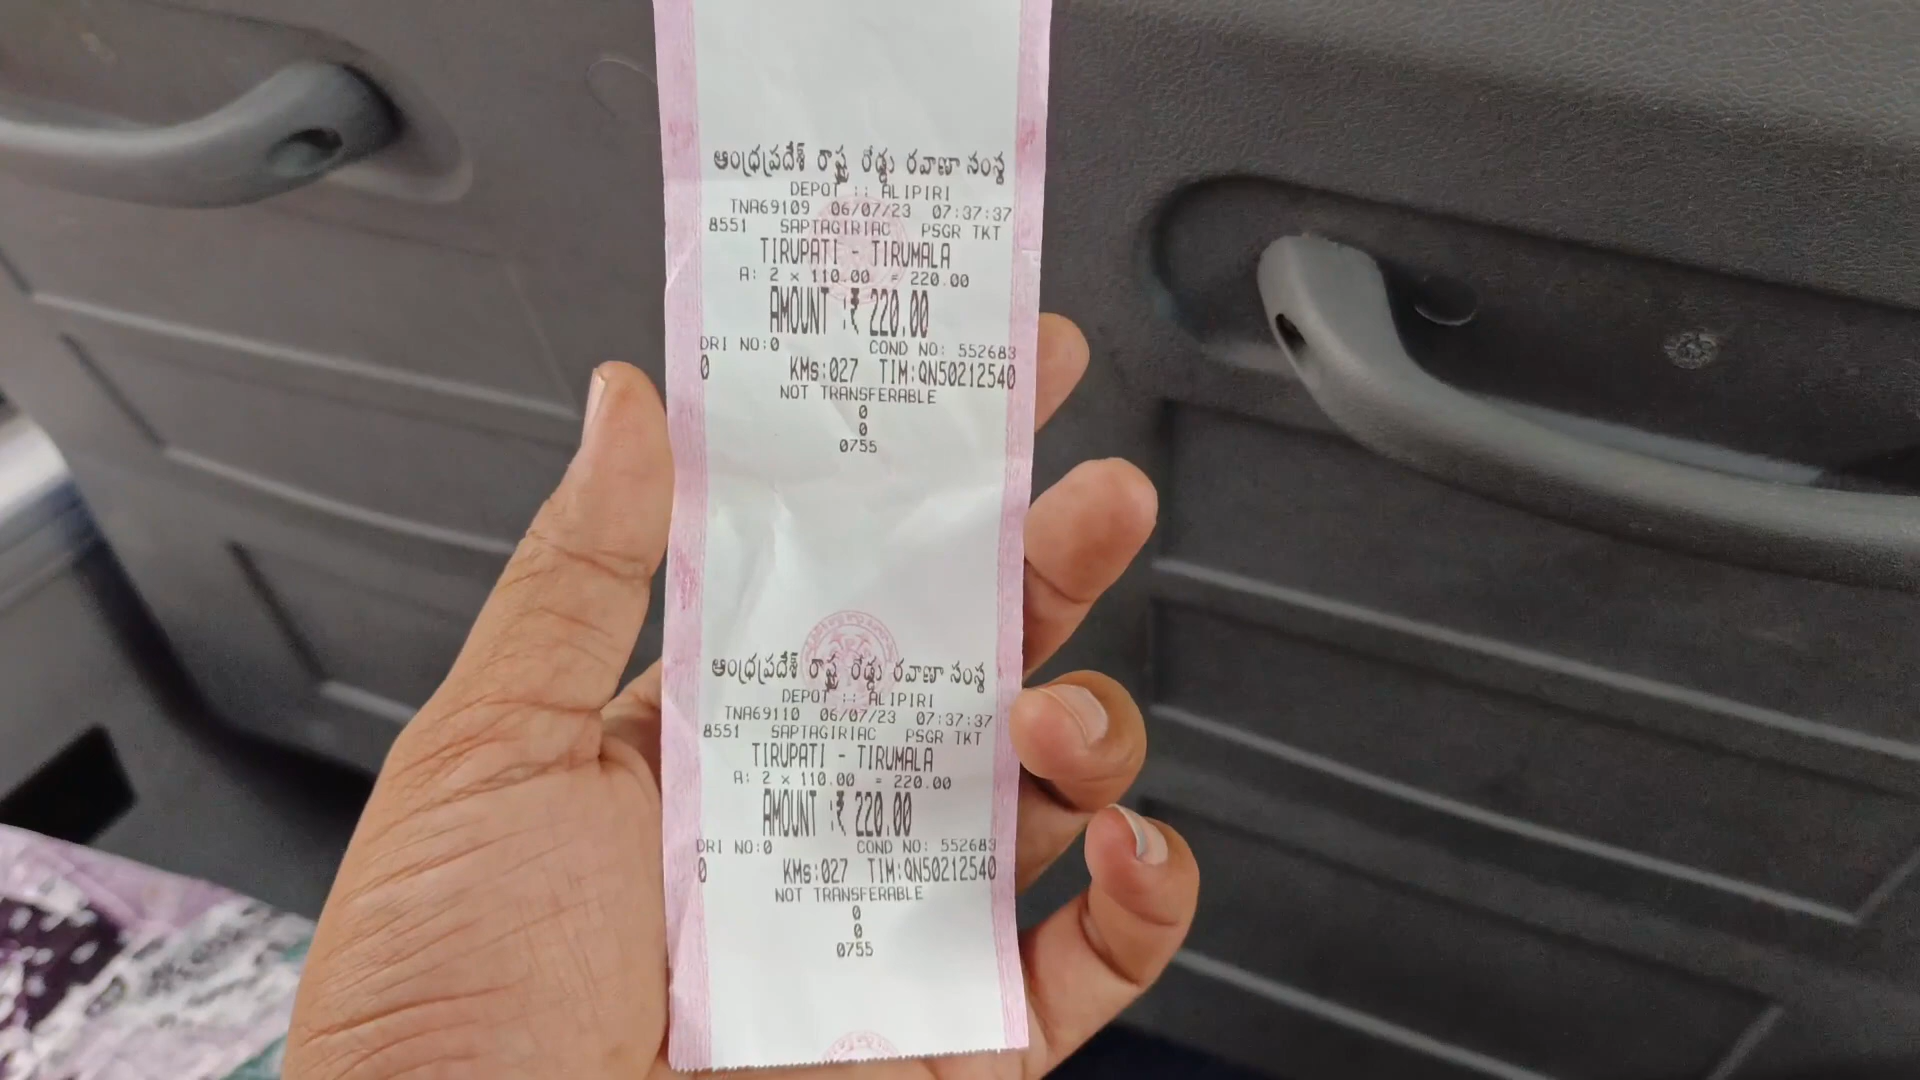 ఆంధ్రప్రదేశ్ రాష్ట్ర రోడ్డు రవాణా సంస్థ
DEPOT :: ALIPIRI
TNA69109 06/07/23 07:37:37
8551 SAPTAGIRIAC PSGR TKT
TIRUPATI - TIRUMALA
A: 2 x 110.00 = 220.00
AMOUNT :₹ 220.00
DRI NO:0 COND NO: 552683
0 KMs:027 TIM:QN50212540
NOT TRANSFERABLE
0
0
0755
ఆంధ్రప్రదేశ్ రాష్ట్ర రోడ్డు రవాణా సంస్థ
DEPOT :: ALIPIRI
TNA69110 06/07/23 07:37:37
8551 SAPTAGIRIAC PSGR TKT
TIRUPATI - TIRUMALA
A: 2 x 110.00 = 220.00
AMOUNT :₹ 220.00
DRI NO:0 COND NO: 552683
0 KMs:027 TIM:QN50212540
NOT TRANSFERABLE
0
0
0755